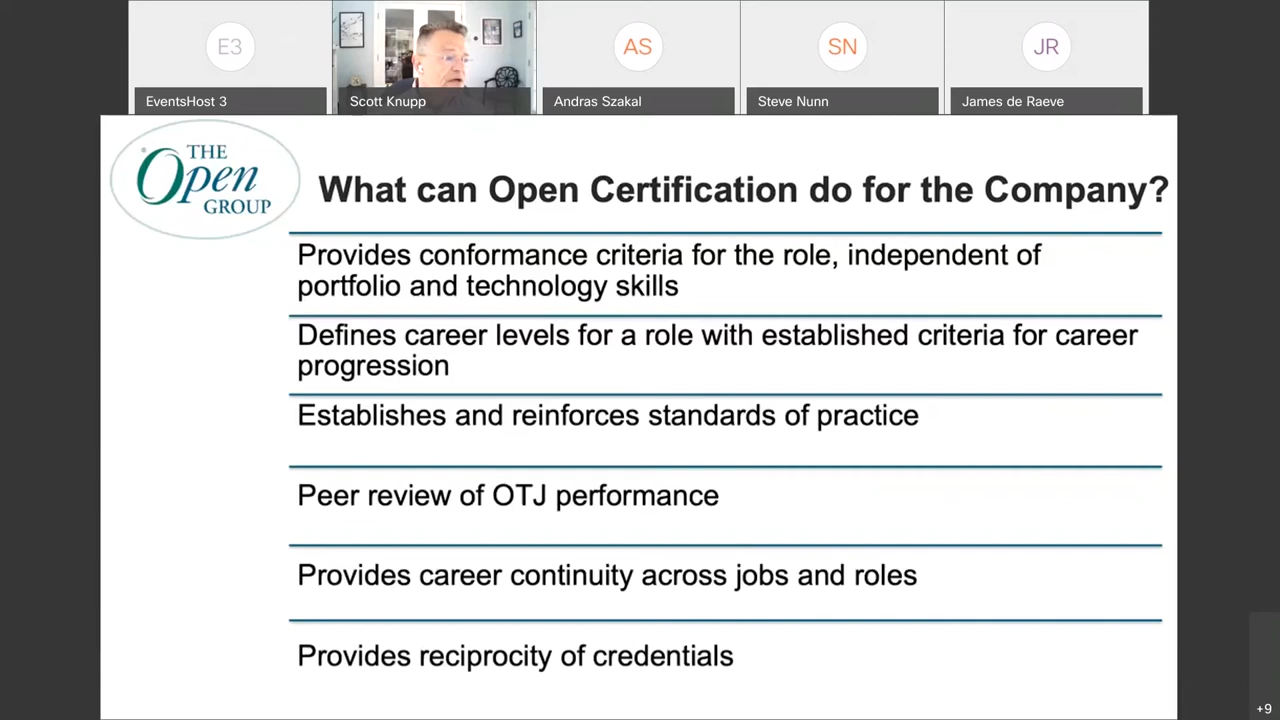 E3
AS
SN
JR
EventsHost 3
Scott Knupp
Andras Szakal
Steve Nunn
James de Raeve
THE
Open
GROUP
What can Open Certification do for the Company?
Provides conformance criteria for the role, independent of
portfolio and technology skills
Defines career levels for a role with established criteria for career
progression
Establishes and reinforces standards of practice
Peer review of OTJ performance
Provides career continuity across jobs and roles
Provides reciprocity of credentials
+9